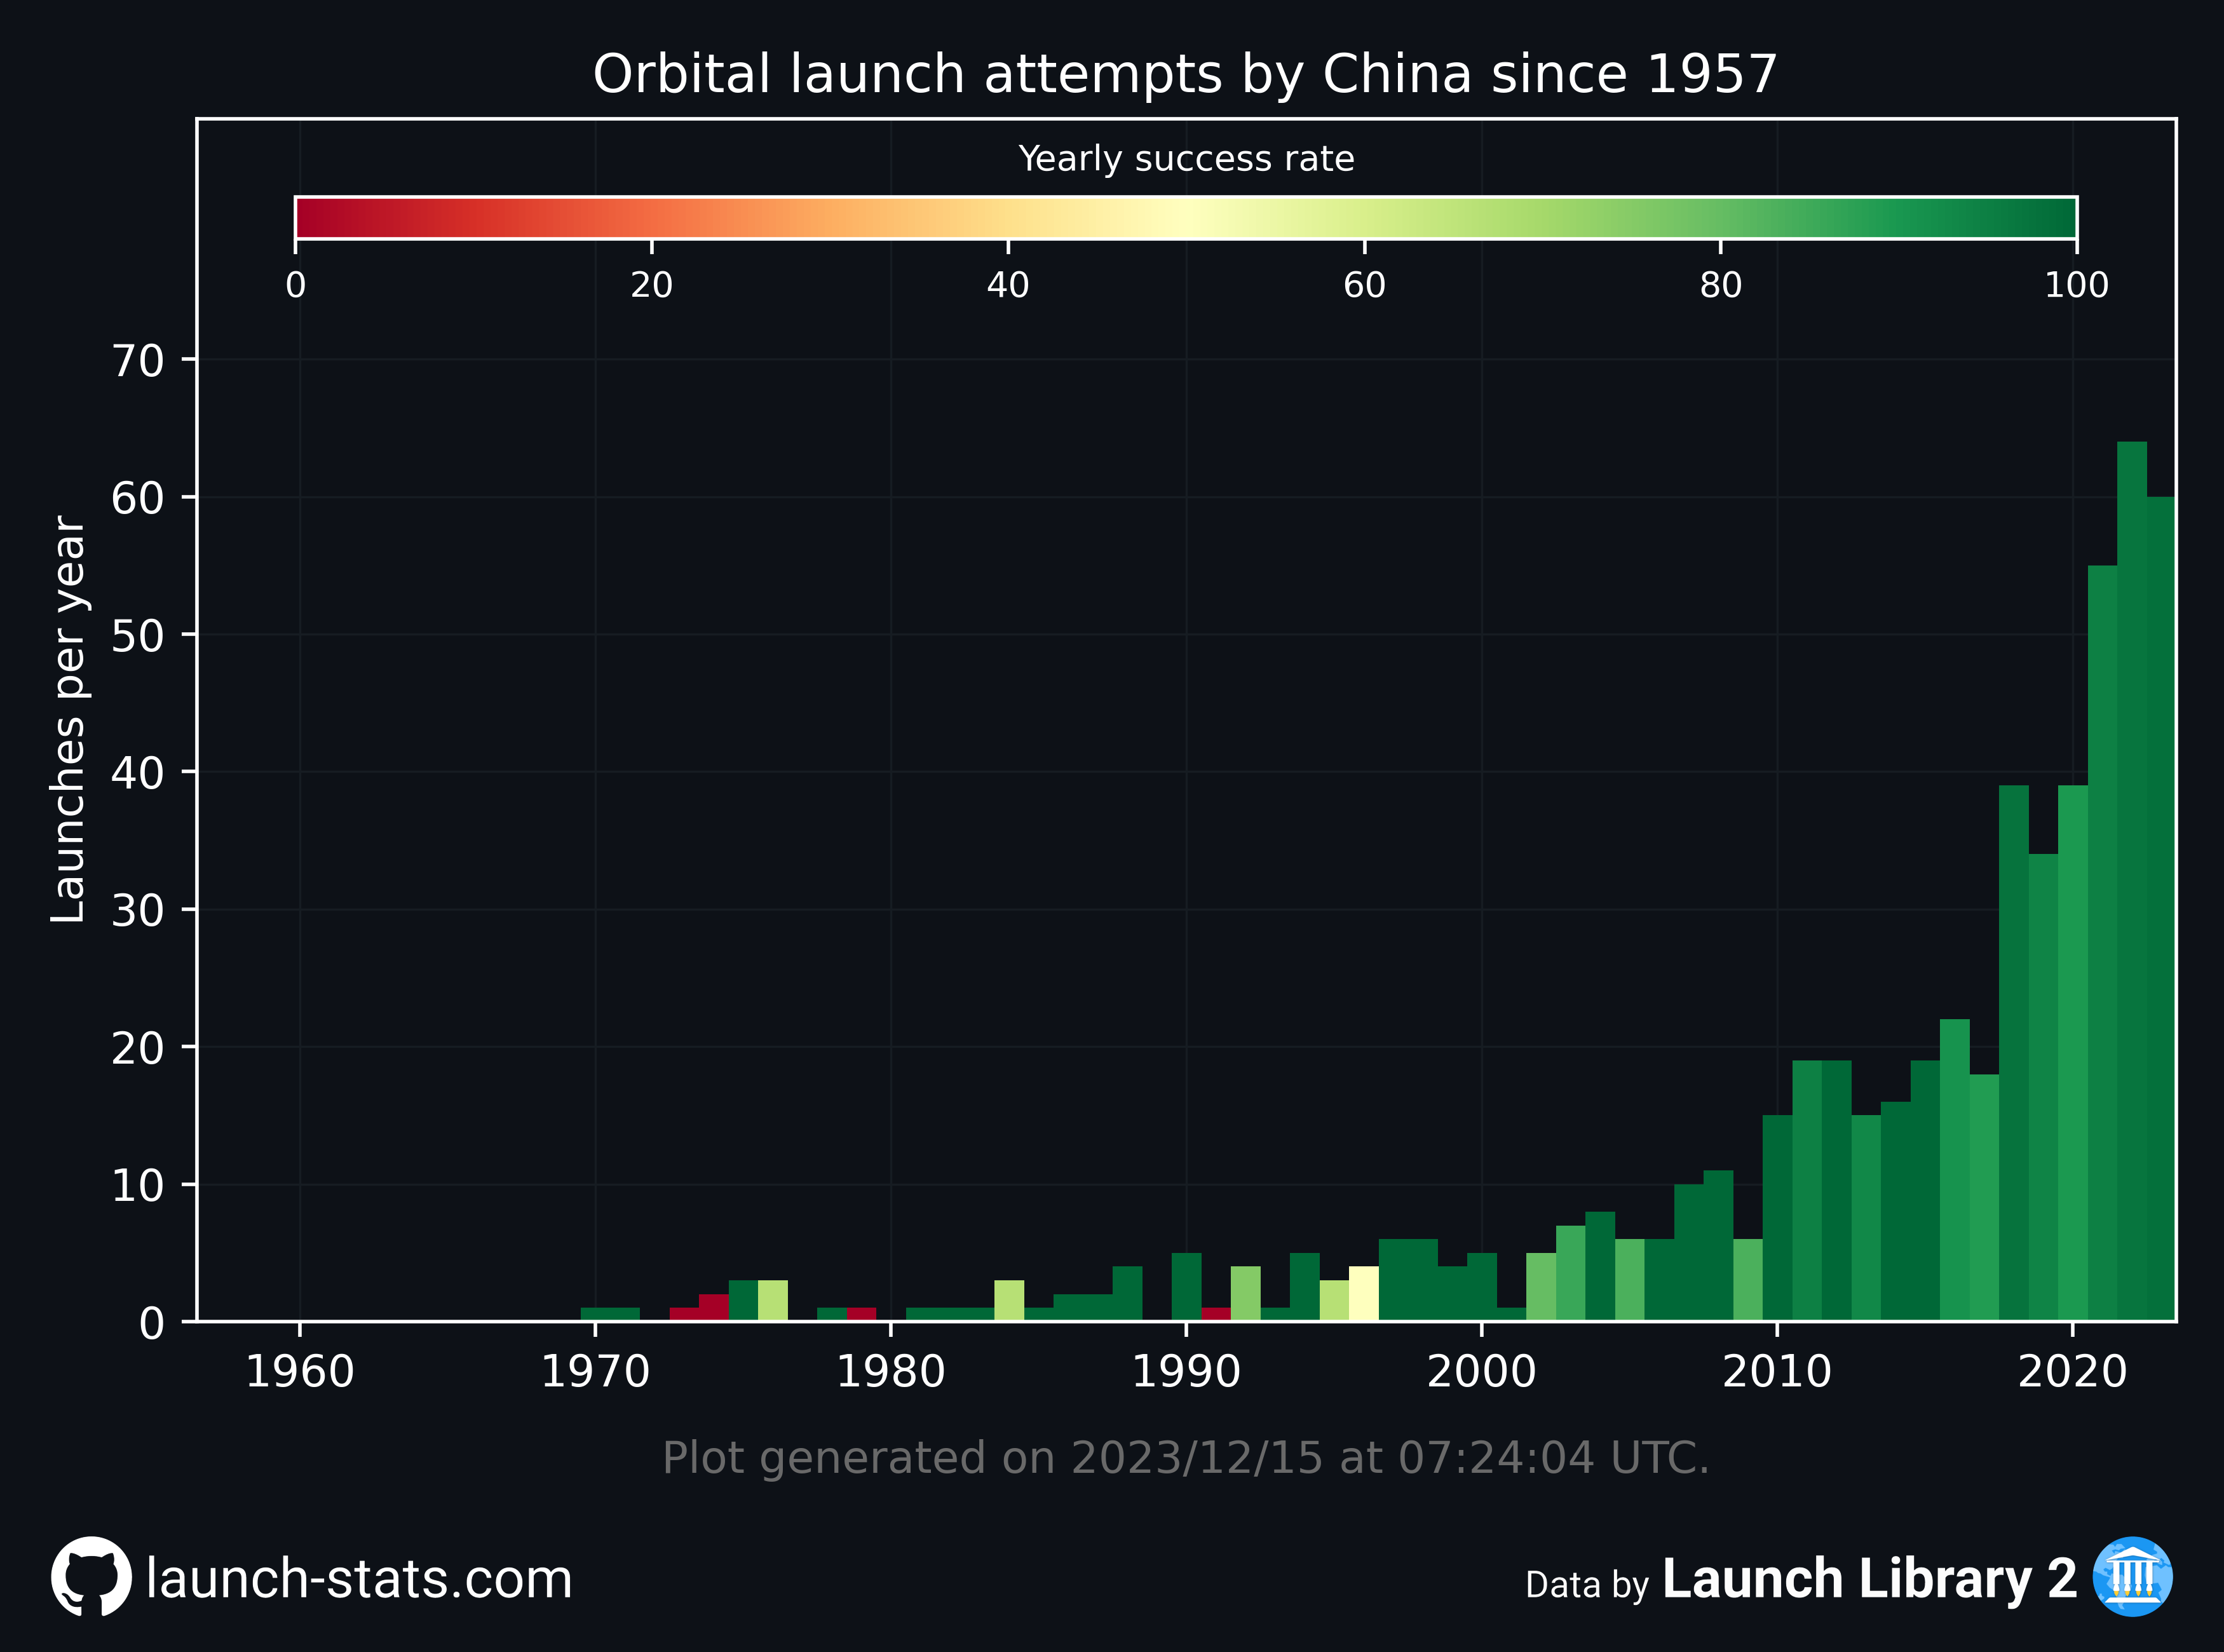 Orbital launch attempts by China since 1957
Yearly success rate
0 20 40 60 80 100
70
60
50
40
30
20
10
0
Launches per year
1960 1970 1980 1990 2000 2010 2020
Plot generated on 2023/12/15 at 07:24:04 UTC.
launch-stats.com
Data by Launch Library 2